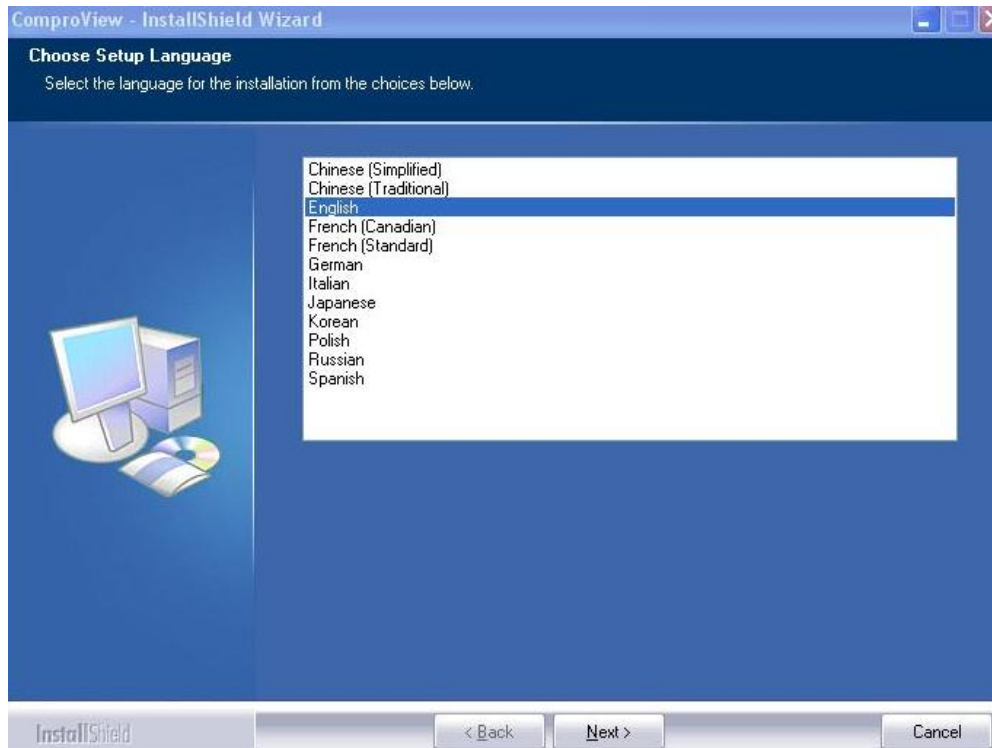 ComproView - InstallShield Wizard
Choose Setup Language
Select the language for the installation from the choices below.
Chinese (Simplified)
Chinese (Traditional)
English
French (Canadian)
French (Standard)
German
Italian
Japanese
Korean
Polish
Russian
Spanish
InstallShield
< Back
Next >
Cancel